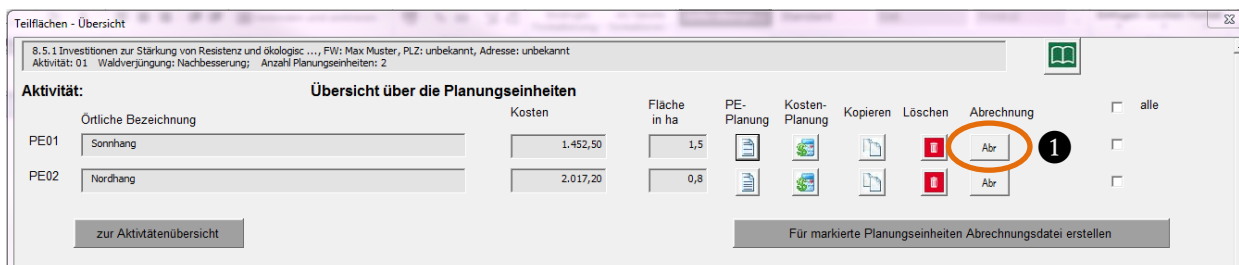 Teilflächen - Übersicht
8.5.1 Investitionen zur Stärkung von Resistenz und ökologisc ..., FW: Max Muster, PLZ: unbekannt, Adresse: unbekannt
Aktivität: 01 Waldverjüngung: Nachbesserung; Anzahl Planungseinheiten: 2
Aktivität: Übersicht über die Planungseinheiten
Örtliche Bezeichnung Kosten Fläche in ha PE-Planung Kosten-Planung Kopieren Löschen Abrechnung alle
PE01 Sonnhang 1.452,50 1,5 Abr 1
PE02 Nordhang 2.017,20 0,8 Abr
zur Aktivtätenübersicht Für markierte Planungseinheiten Abrechnungsdatei erstellen